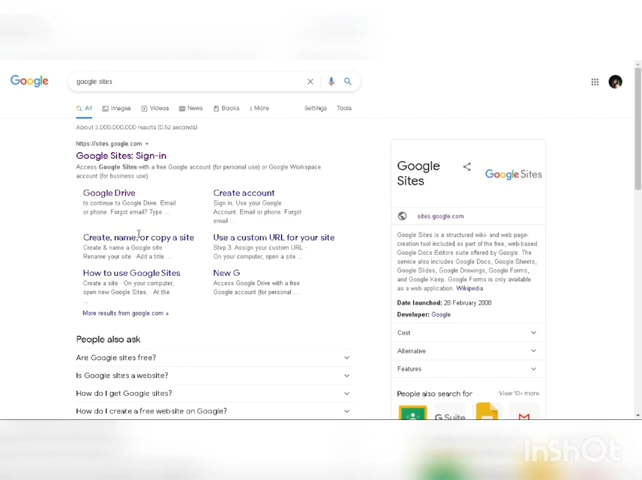 Google
google sites
All
Images
Videos
News
Books
More
Settings
Tools
About 3,000,000,000 results (0.52 seconds)
https://sites.google.com
Google Sites: Sign-in
Access Google Sites with a free Google account (for personal use) or Google Workspace
account (for business use)
Google Drive
to continue to Google Drive. Email
or phone. Forgot email? Type ...
Create account
Sign in. Use your Google
Account. Email or phone. Forgot
email ...
Create, name, or copy a site
Create & name a Google site ·
Rename your site · Add a title ...
Use a custom URL for your site
Step 3. Assign your custom URL ·
On your computer, open a site ...
How to use Google Sites
Create a site · On your computer,
open new Google Sites. · At the
...
New G
Access Google Drive with a free
Google account (for personal ...
More results from google.com »
People also ask
Are Google sites free?
Is Google Sites a website?
How do I get Google sites?
How do I create a free website on Google?
Google
Sites
Google Sites
sites.google.com
Google Sites is a structured wiki- and web page-
creation tool included as part of the free, web-based
Google Docs Editors suite offered by Google. The
service also includes Google Docs, Google Sheets,
Google Slides, Google Drawings, Google Forms,
and Google Keep. Google Forms is only available
as a web application. Wikipedia
Date launched: 28 February 2008
Developer: Google
Cost
Alternative
Features
People also search for
View 10+ more
G Suite
InShOt